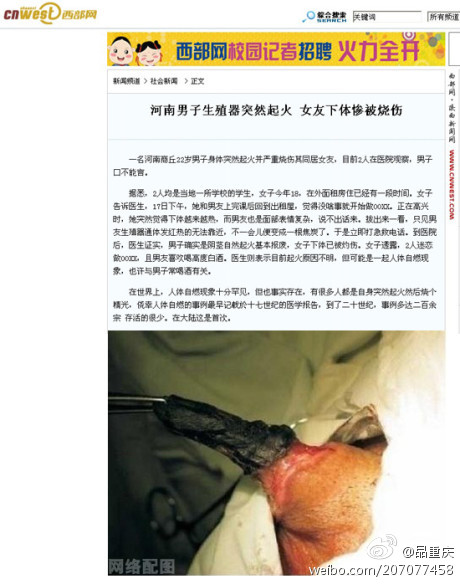 cnwest 西部网
综合搜索
SEARCH
关键词
所有频道
西部网校园记者招聘 火力全开
新闻频道 > 社会新闻 > 正文
河南男子生殖器突然起火 女友下体惨被烧伤
一名河南商丘22岁男子身体突然起火并严重烧伤其同居女友，目前2人在医院观察，男子
口不能言。
据悉，2人均是当地一所学校的学生，女子今年18，在外面租房住已经有一段时间。女子
告诉医生，17日下午，她和男友上完课后回到出租屋，觉得没啥事就开始做OOXX。正在高兴
时，她突然觉得下体越来越热，而男友也是面部表情复杂，说不出话来。拔出来一看，只见男
友生殖器通体发红热的无法靠近，不一会儿便变成一根焦炭了。于是立即打急救电话。到医院
后，医生证实，男子确实是阴茎自然起火基本报废，女子下体已被灼伤。女子透露，2人迷恋
做OOXX，且男友喜欢喝高度白酒。医生则表示目前起火原因不明，但可能是一起人体自燃现
象，也许与男子常喝酒有关。
在世界上，人体自燃现象十分罕见，但也事实存在，有很多人都是自身突然起火然后烧个
精光，侥幸人体自燃的事例最早记载於十七世纪的医学报告，到了二十世纪，事例多达二百余
宗 存活的很少。在大陆这是首次。
网络配图
西部网·陕西新闻网
WWW.CNWEST.COM
@品重庆
weibo.com/207077458